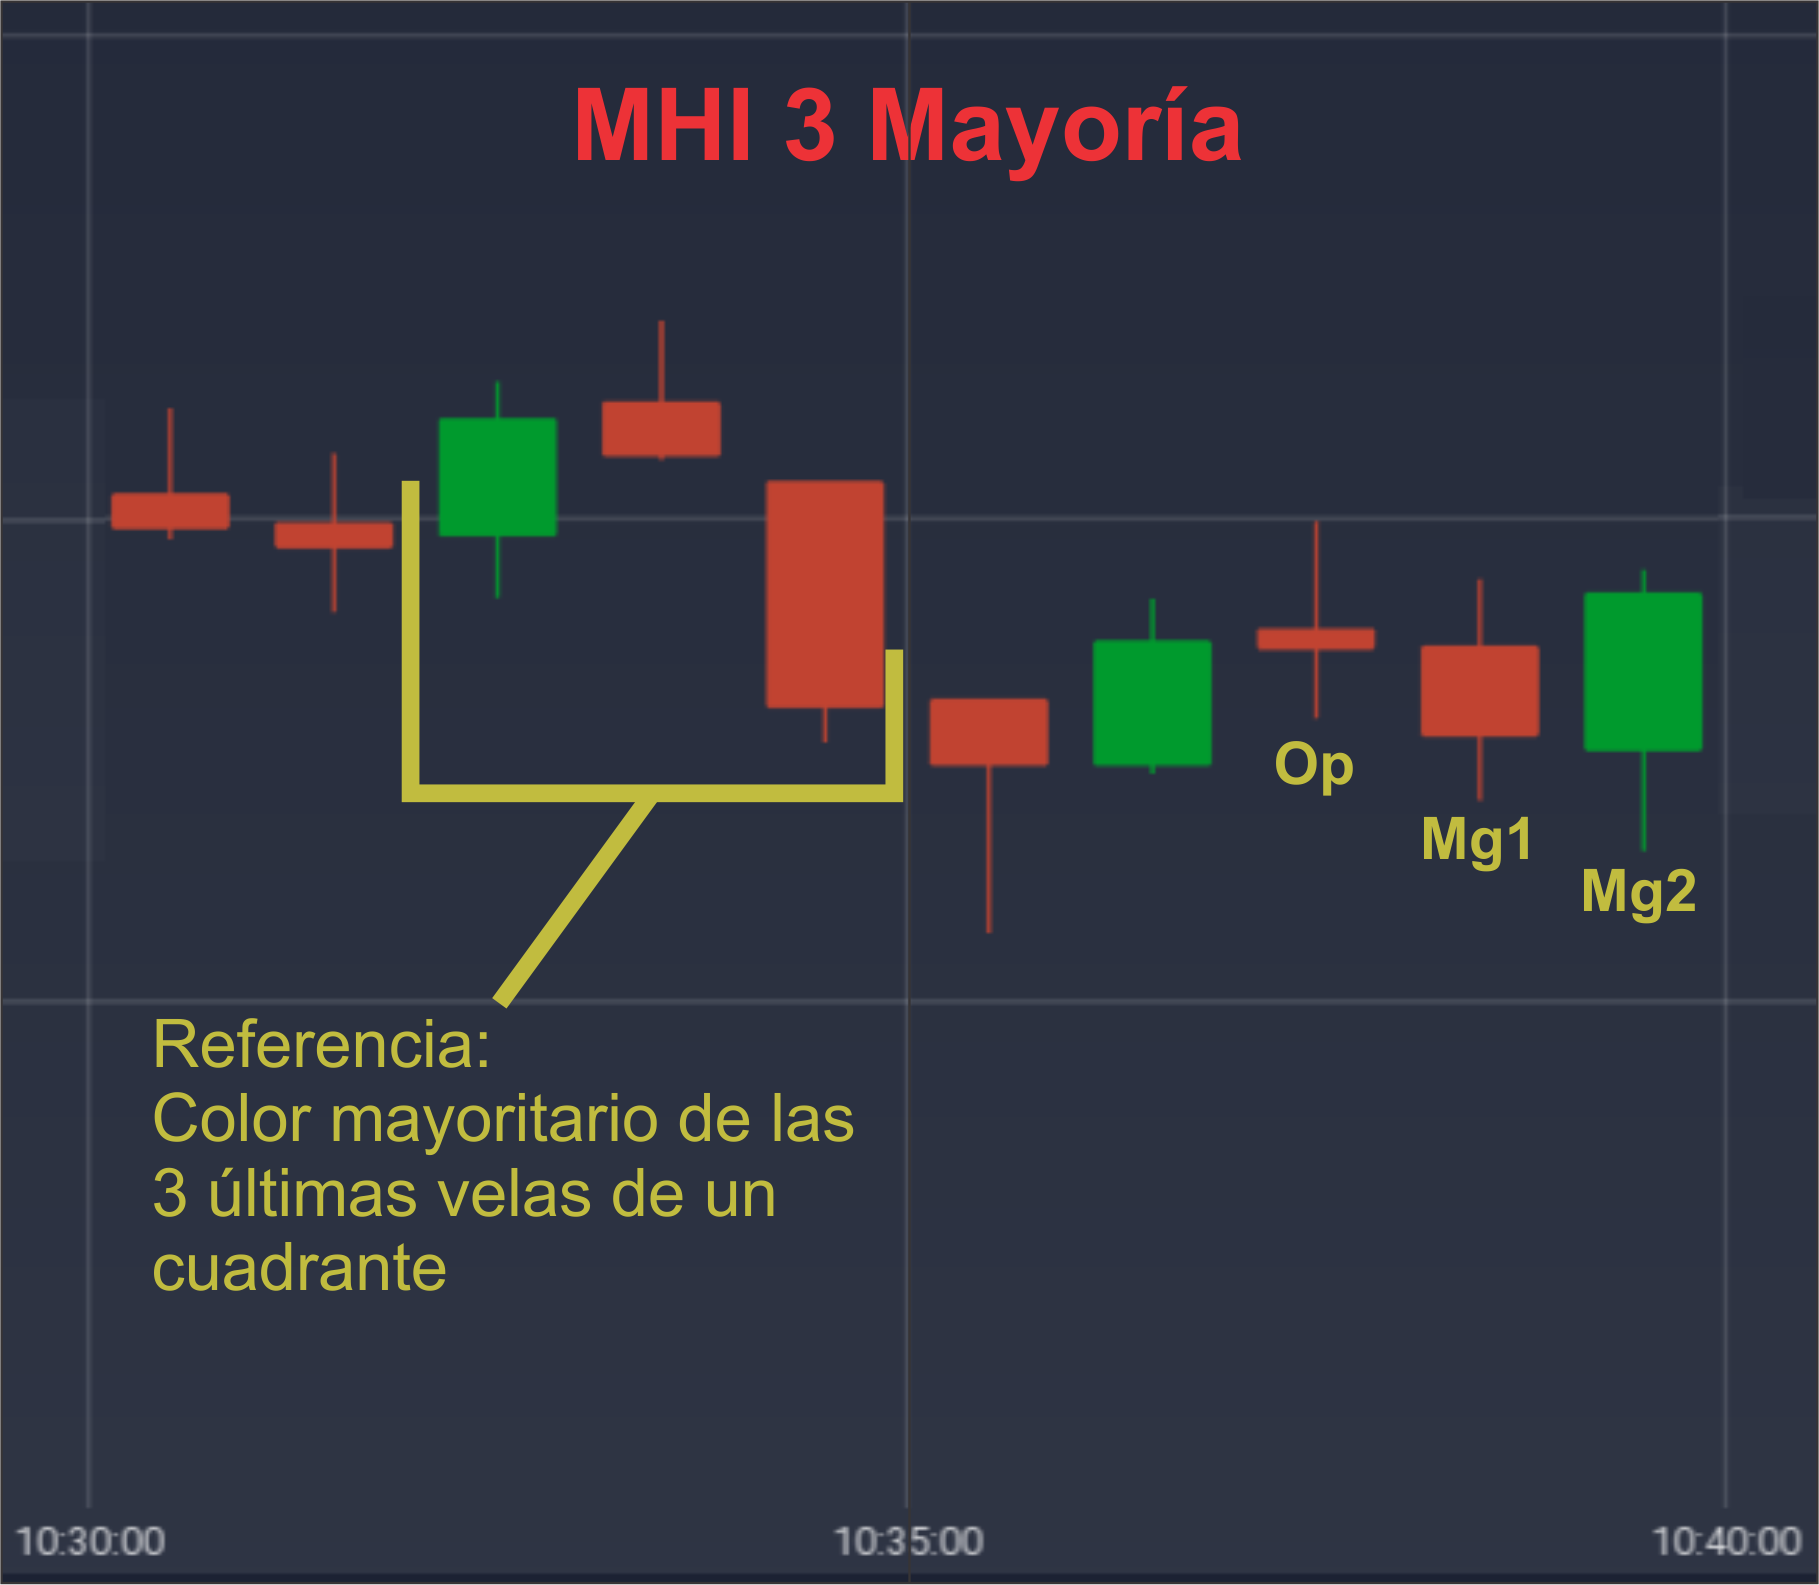 MHI 3 Mayoría
Op
Mg1
Mg2
Referencia:
Color mayoritario de las
3 últimas velas de un
cuadrante
10:30:00
10:35:00
10:40:00